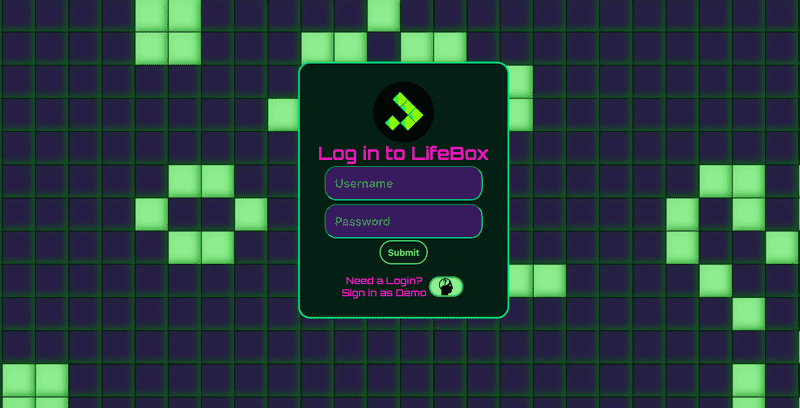 Log in to LifeBox
Username
Password
Submit
Need a Login?
Sign in as Demo